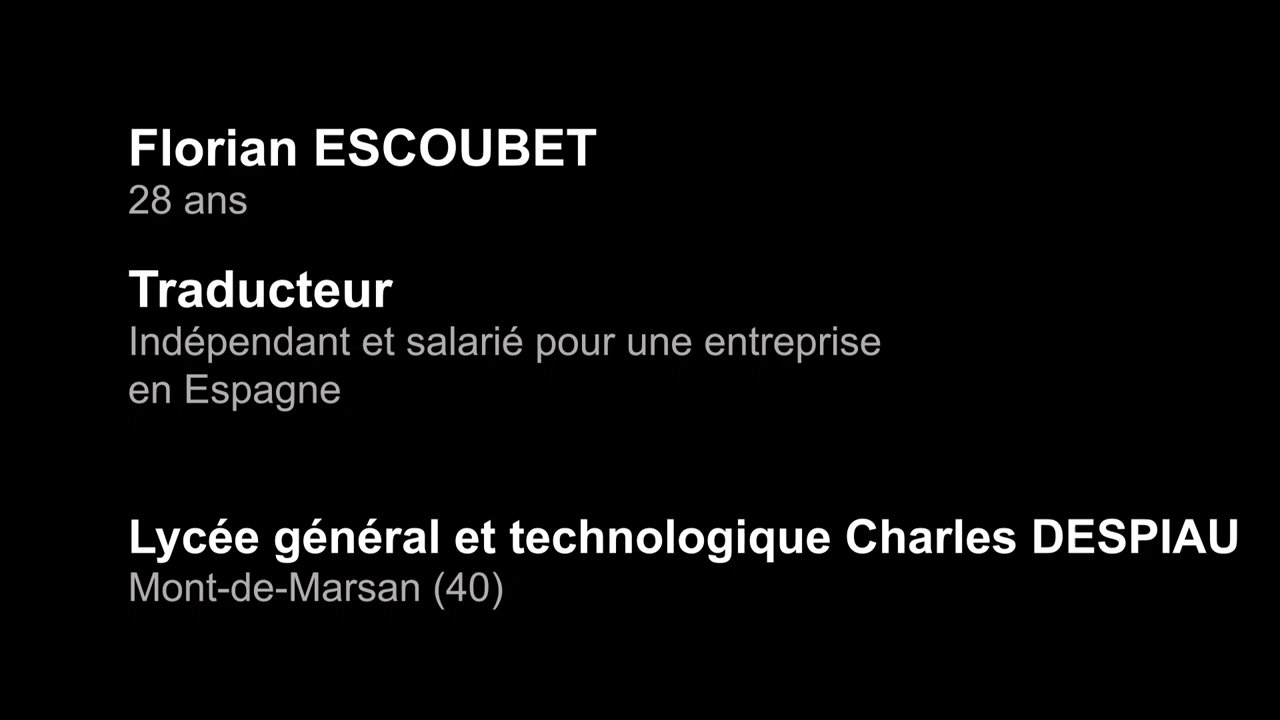 Florian ESCOUBET
28 ans
Traducteur
Indépendant et salarié pour une entreprise
en Espagne
Lycée général et technologique Charles DESPIAU
Mont-de-Marsan (40)